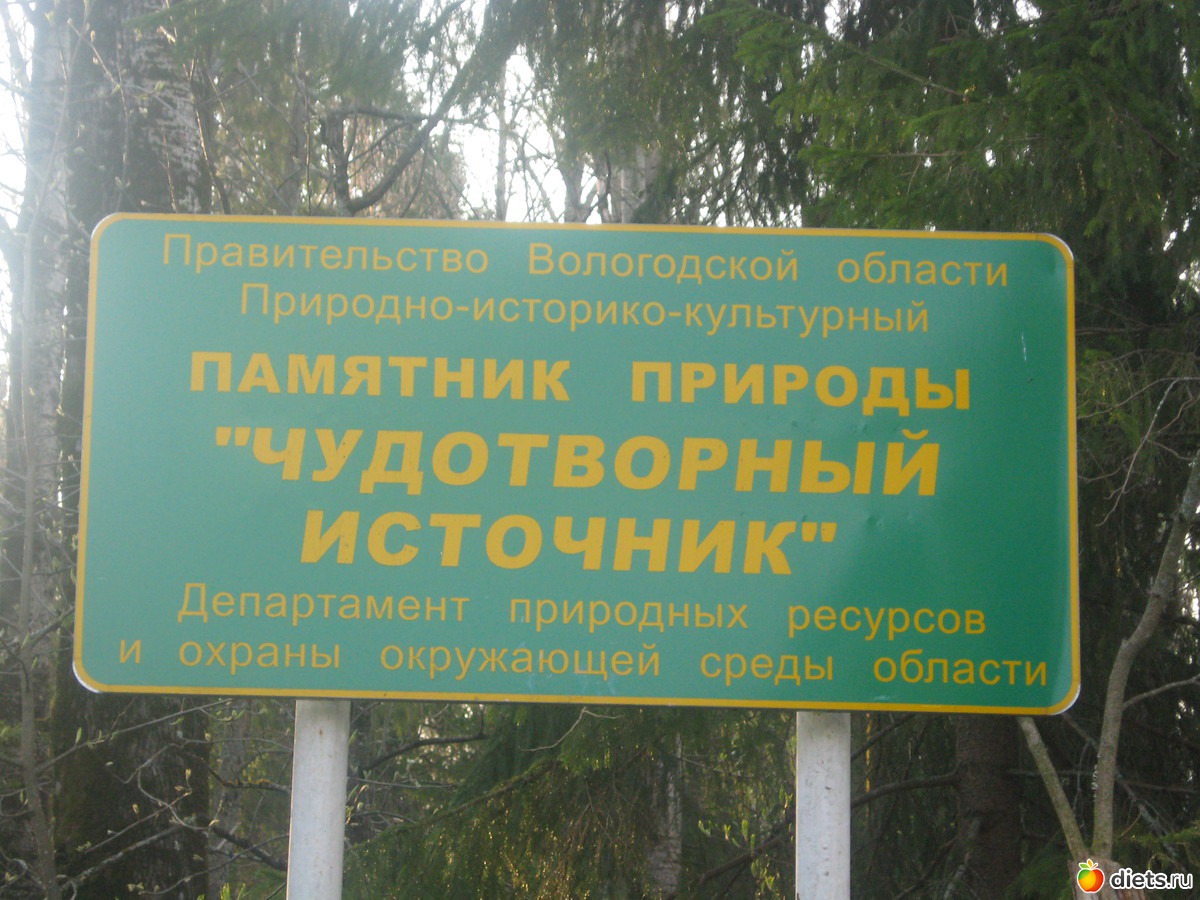 Правительство Вологодской области
Природно-историко-культурный
ПАМЯТНИК ПРИРОДЫ
"ЧУДОТВОРНЫЙ
ИСТОЧНИК"
Департамент природных ресурсов
и охраны окружающей среды области
diets.ru